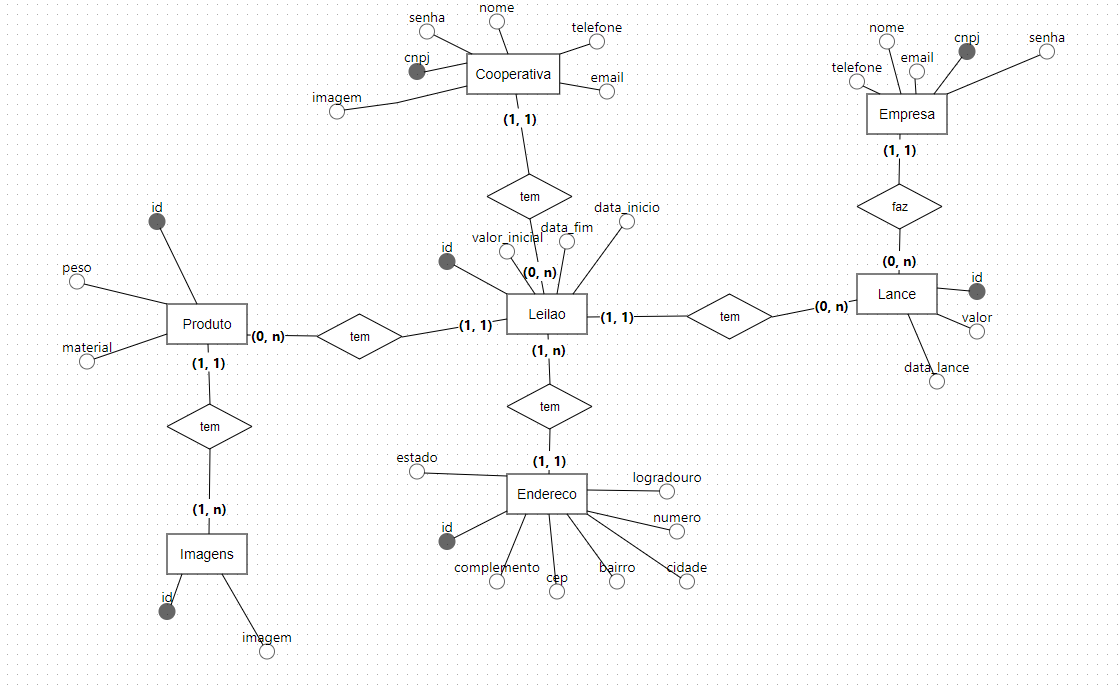 nome
senha
telefone
cnpj
email
imagem
Cooperativa
(1, 1)
tem
(0, n)
nome
cnpj
senha
email
telefone
Empresa
(1, 1)
faz
(0, n)
id
peso
material
Produto
(0, n)
tem
(1, 1)
id
valor_inicial
data_fim
data_inicio
Leilao
(1, 1)
tem
(0, n)
Lance
id
valor
data_lance
(1, 1)
tem
(1, n)
Imagens
id
imagem
(1, n)
tem
(1, 1)
Endereco
estado
logradouro
id
numero
complemento
cep
bairro
cidade